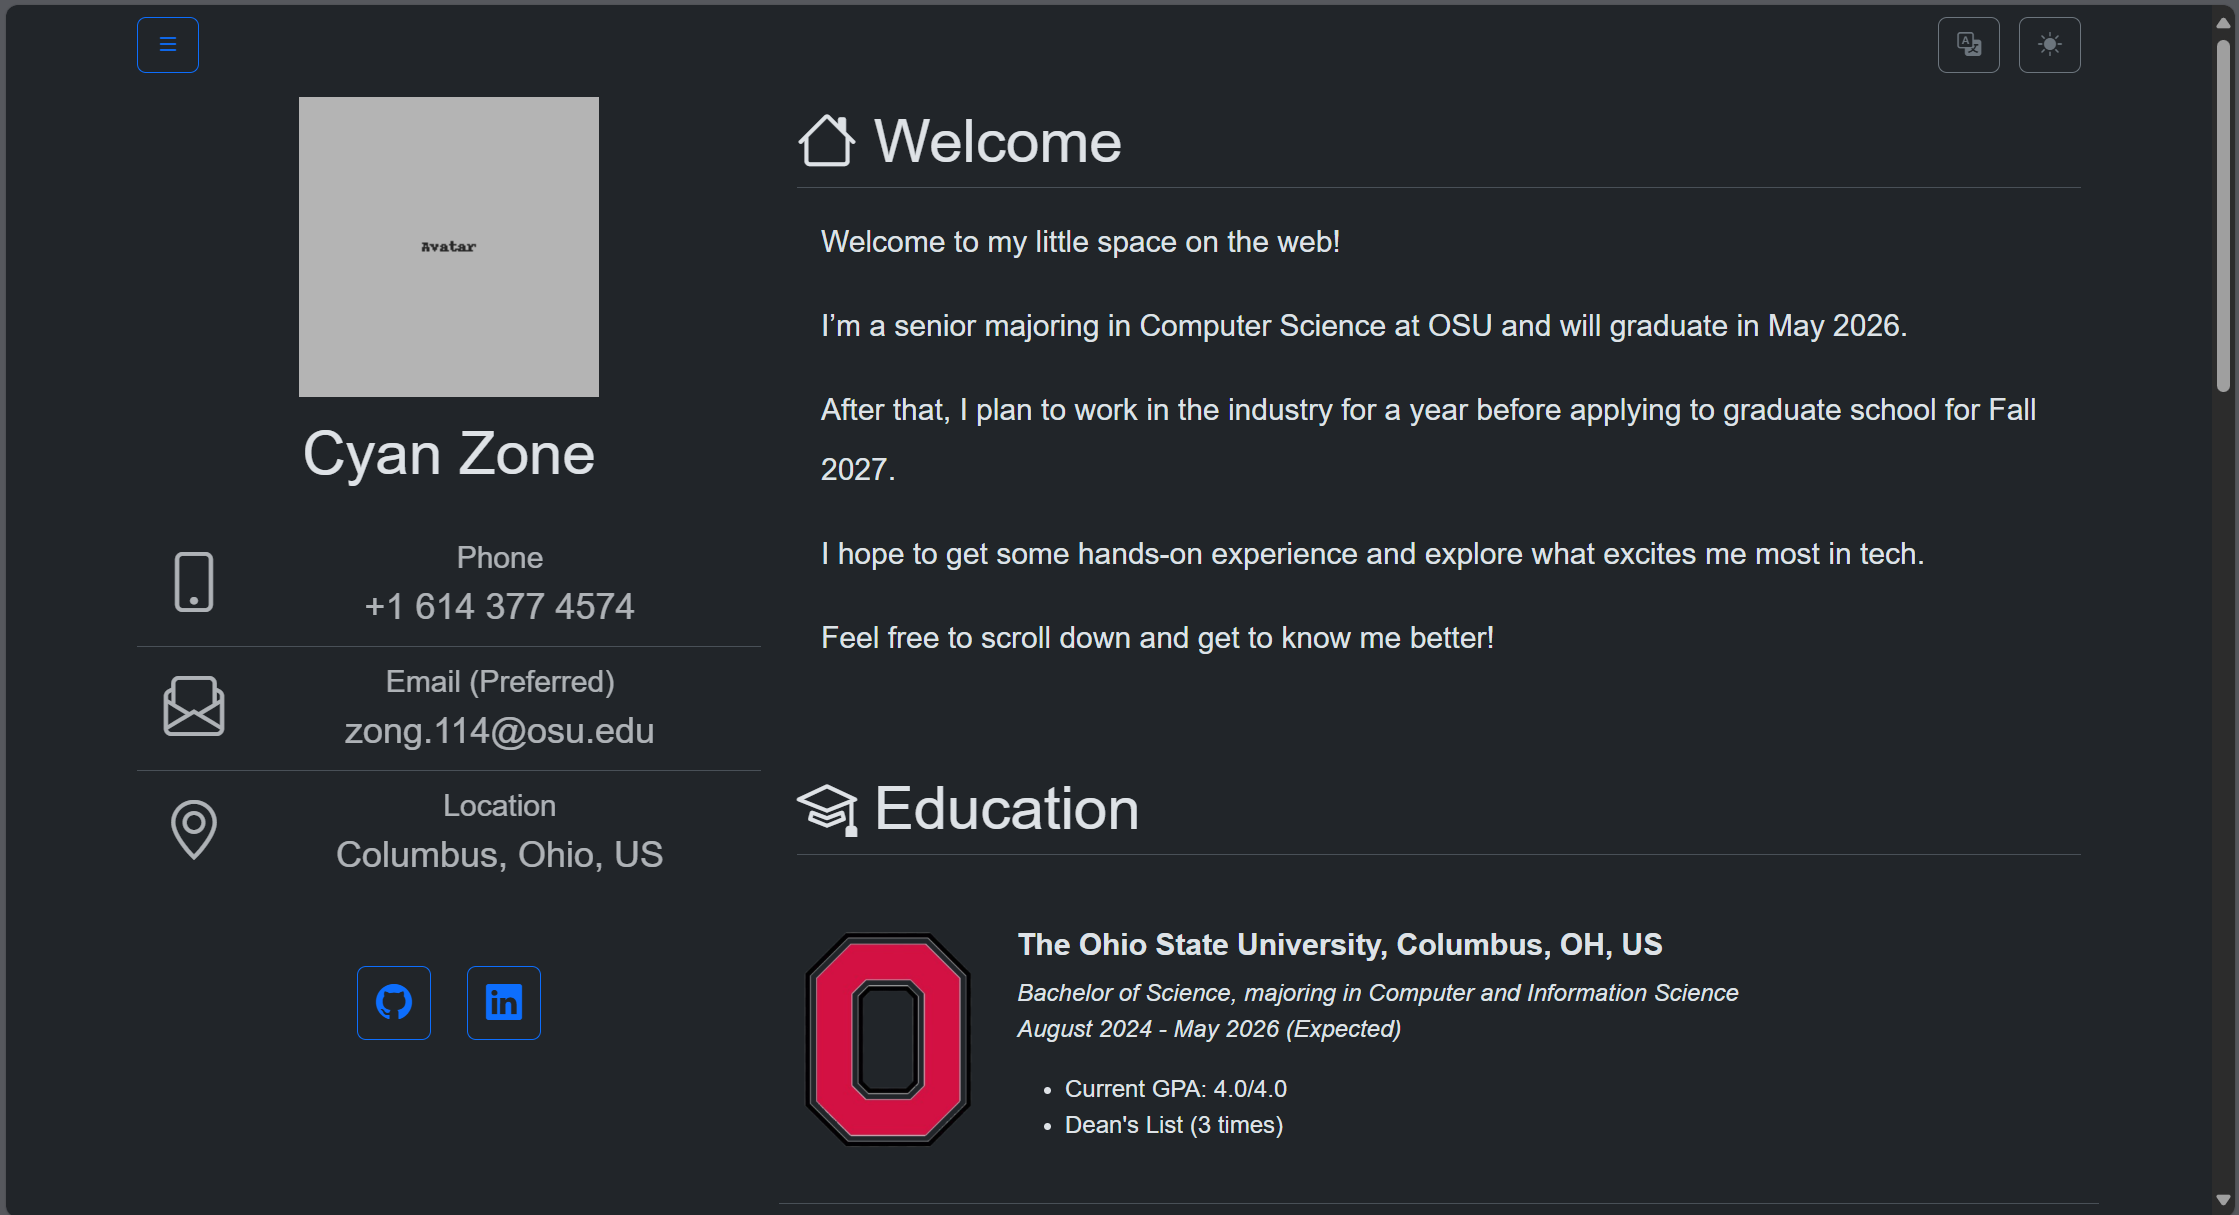 Avatar
Cyan Zone
Phone
+1 614 377 4574
Email (Preferred)
zong.114@osu.edu
Location
Columbus, Ohio, US
Welcome
Welcome to my little space on the web!
I’m a senior majoring in Computer Science at OSU and will graduate in May 2026.
After that, I plan to work in the industry for a year before applying to graduate school for Fall
2027.
I hope to get some hands-on experience and explore what excites me most in tech.
Feel free to scroll down and get to know me better!
Education
The Ohio State University, Columbus, OH, US
Bachelor of Science, majoring in Computer and Information Science
August 2024 - May 2026 (Expected)
• Current GPA: 4.0/4.0
• Dean's List (3 times)